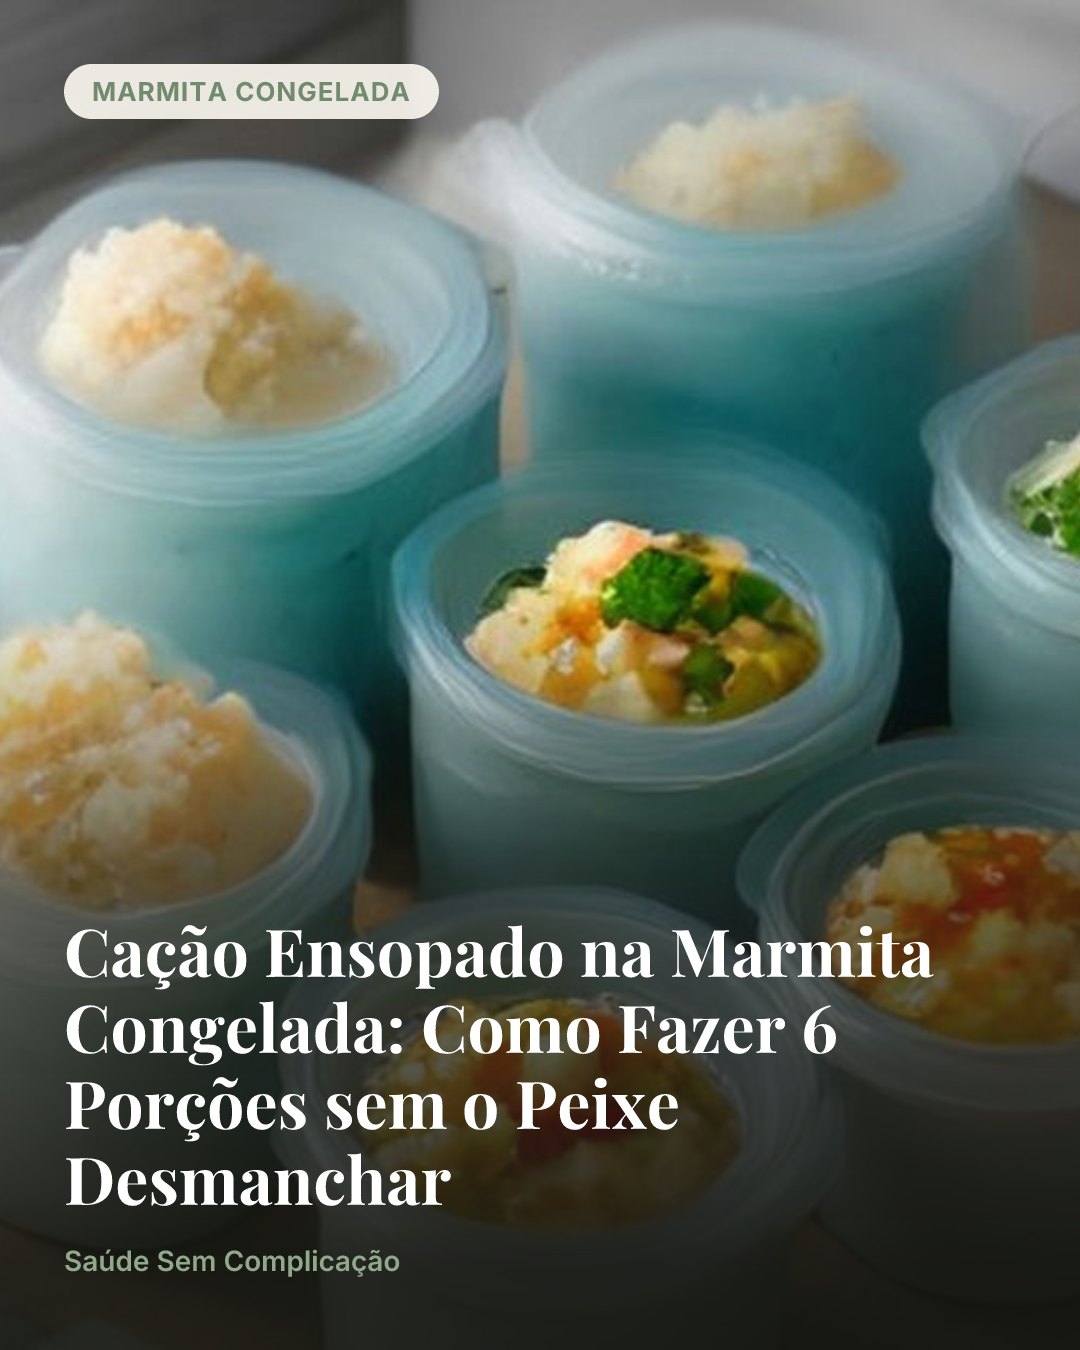 MARMITA CONGELADA
Cação Ensopado na Marmita
Congelada: Como Fazer 6
Porções sem o Peixe
Desmanchar
Saúde Sem Complicação